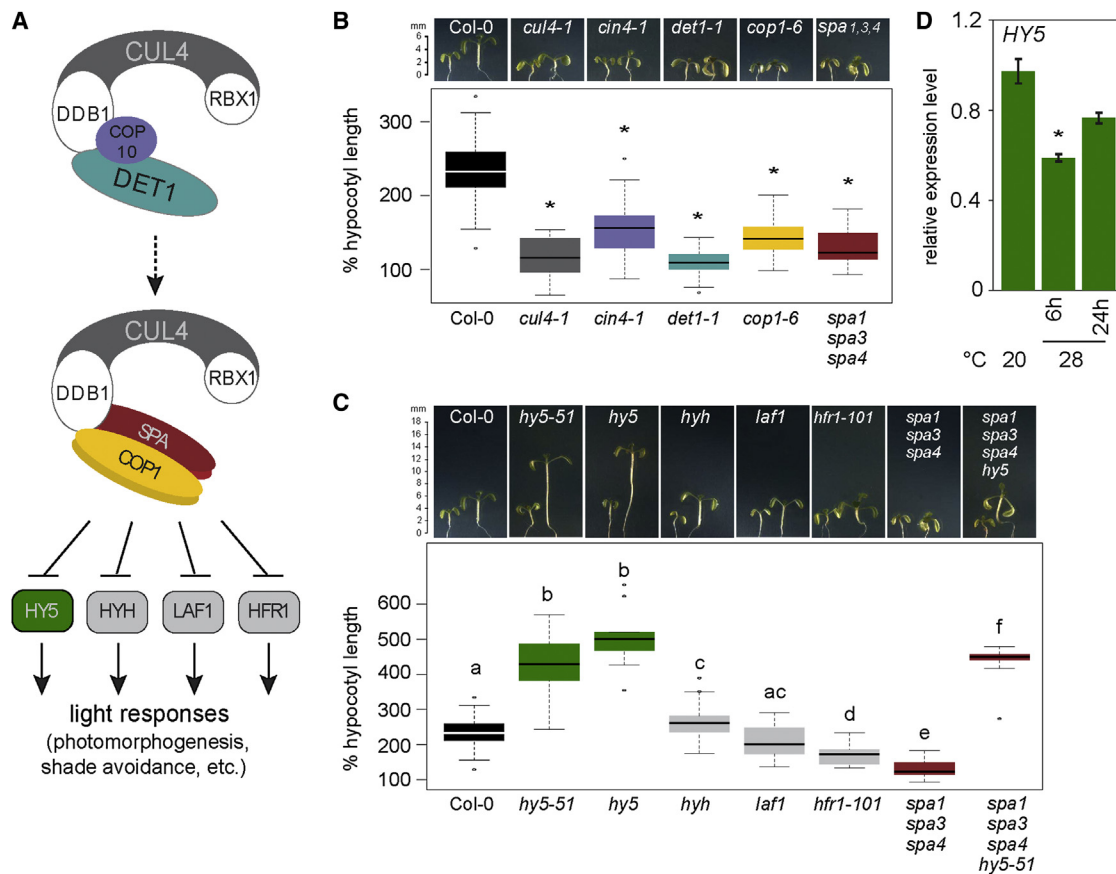 A
CUL4
DDB1
RBX1
COP
10
DET1
CUL4
DDB1
RBX1
SPA
COP1
HY5
HYH
LAF1
HFR1
light responses
(photomorphogenesis,
shade avoidance, etc.)
B
mm
6
4
2
0
Col-0
cul4-1
cin4-1
det1-1
cop1-6
spa 1,3,4
% hypocotyl length
300
200
100
*
*
*
*
*
Col-0
cul4-1
cin4-1
det1-1
cop1-6
spa1
spa3
spa4
C
mm
18
16
14
12
10
8
6
4
2
0
Col-0
hy5-51
hy5
hyh
laf1
hfr1-101
spa1
spa3
spa4
spa1
spa3
spa4
hy5
% hypocotyl length
600
500
400
300
200
100
a
b
b
c
ac
d
e
f
Col-0
hy5-51
hy5
hyh
laf1
hfr1-101
spa1
spa3
spa4
spa1
spa3
spa4
hy5-51
D
HY5
relative expression level
1.2
0.8
0.4
0
*
6h
24h
°C 20 28